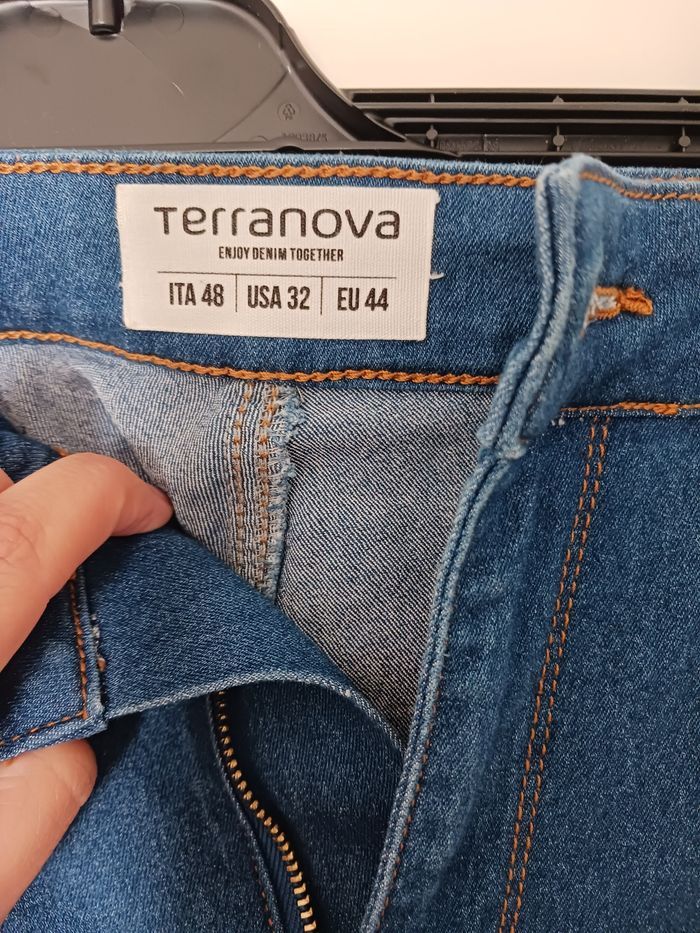 Terranova
ENJOY DENIM TOGETHER
ITA 48 USA 32 EU 44